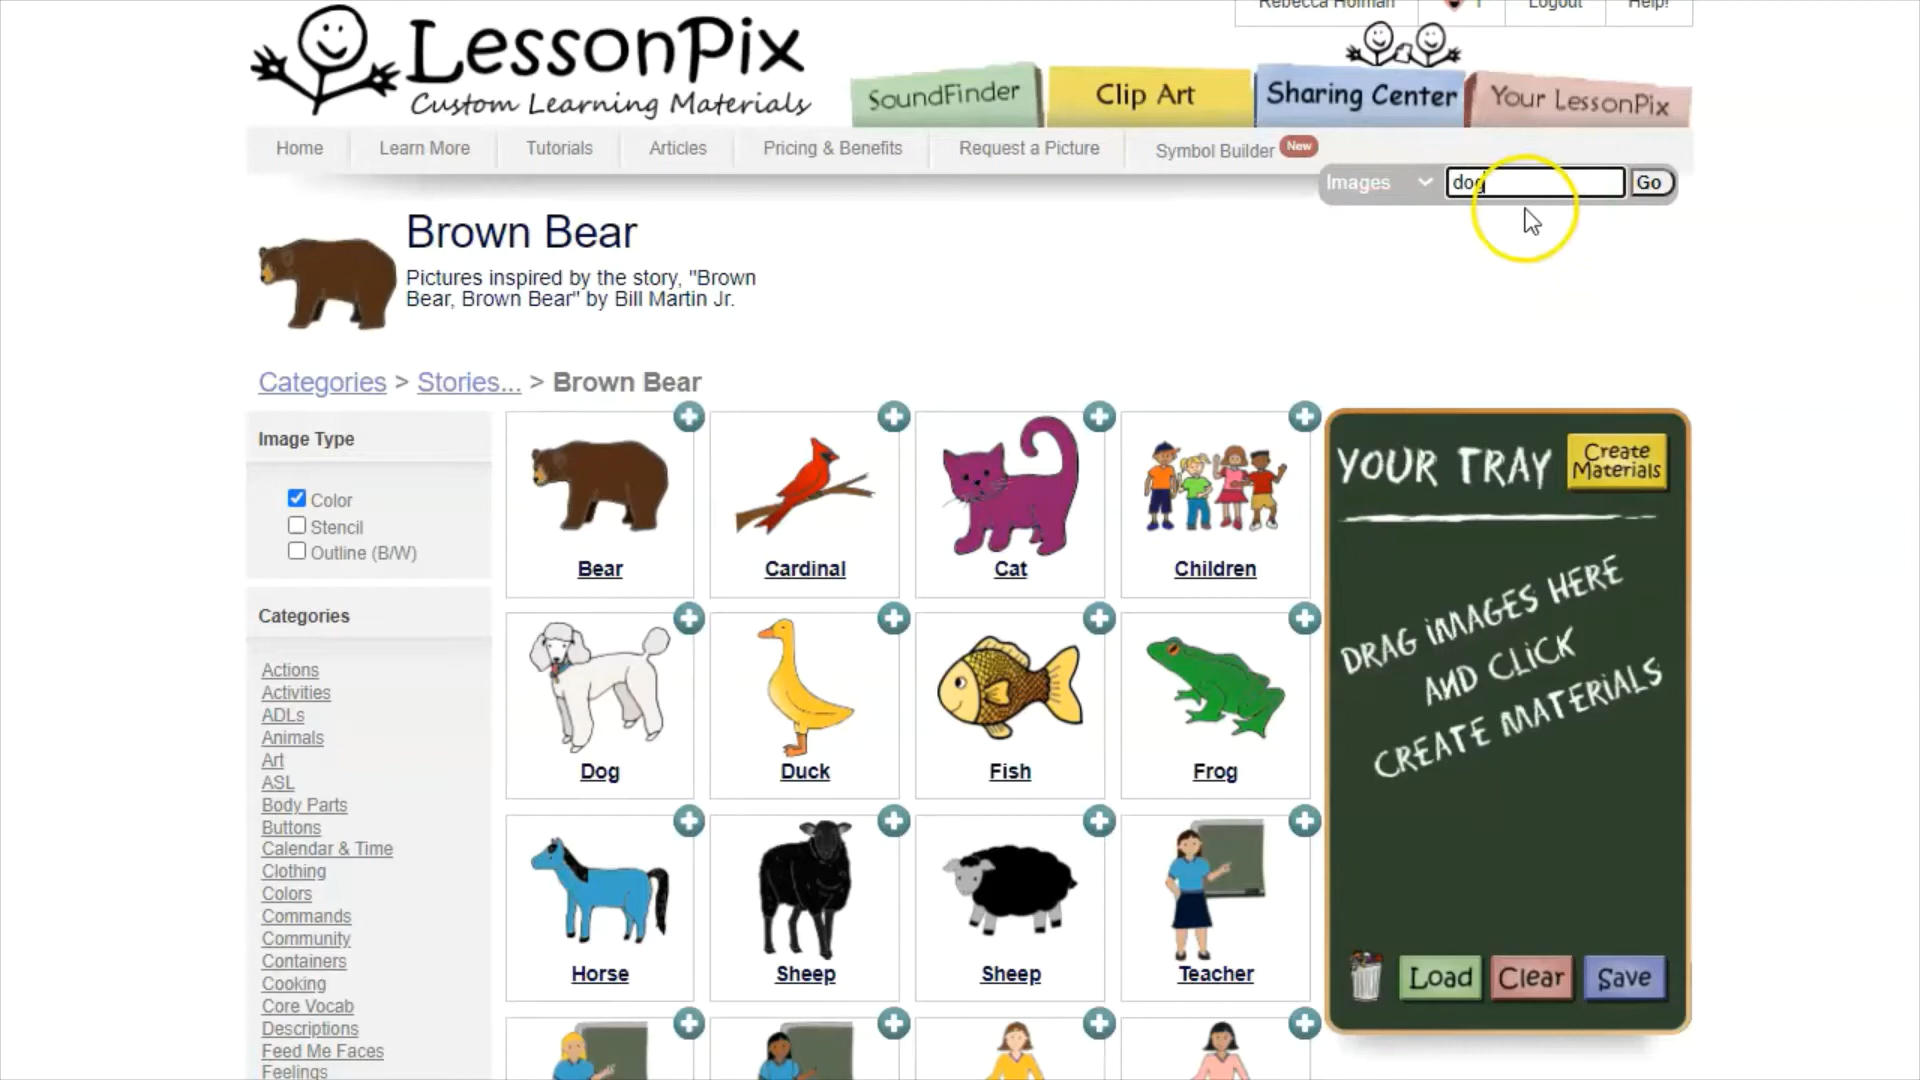 Rebecca Holman
1
Logout
Help!
LessonPix
Custom Learning Materials
SoundFinder
Clip Art
Sharing Center
Your LessonPix
Home
Learn More
Tutorials
Articles
Pricing & Benefits
Request a Picture
Symbol Builder New
Images
dog
Go
Brown Bear
Pictures inspired by the story, "Brown
Bear, Brown Bear" by Bill Martin Jr.
Categories > Stories... > Brown Bear
Image Type
Color
Stencil
Outline (B/W)
Categories
Actions
Activities
ADLs
Animals
Art
ASL
Body Parts
Buttons
Calendar & Time
Clothing
Colors
Commands
Community
Containers
Cooking
Core Vocab
Descriptions
Feed Me Faces
Feelings
Bear
Cardinal
Cat
Children
Dog
Duck
Fish
Frog
Horse
Sheep
Sheep
Teacher
YOUR TRAY
Create
Materials
DRAG IMAGES HERE
AND CLICK
CREATE MATERIALS
Load
Clear
Save